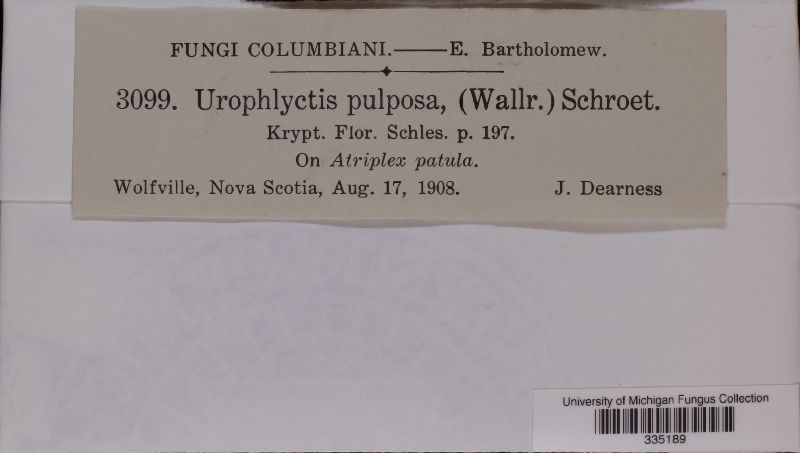 FUNGI COLUMBIANI.——E. Bartholomew.
3099. Urophlyctis pulposa, (Wallr.) Schroet.
Krypt. Flor. Schles. p. 197.
On Atriplex patula.
Wolfville, Nova Scotia, Aug. 17, 1908. J. Dearness
University of Michigan Fungus Collection
335189